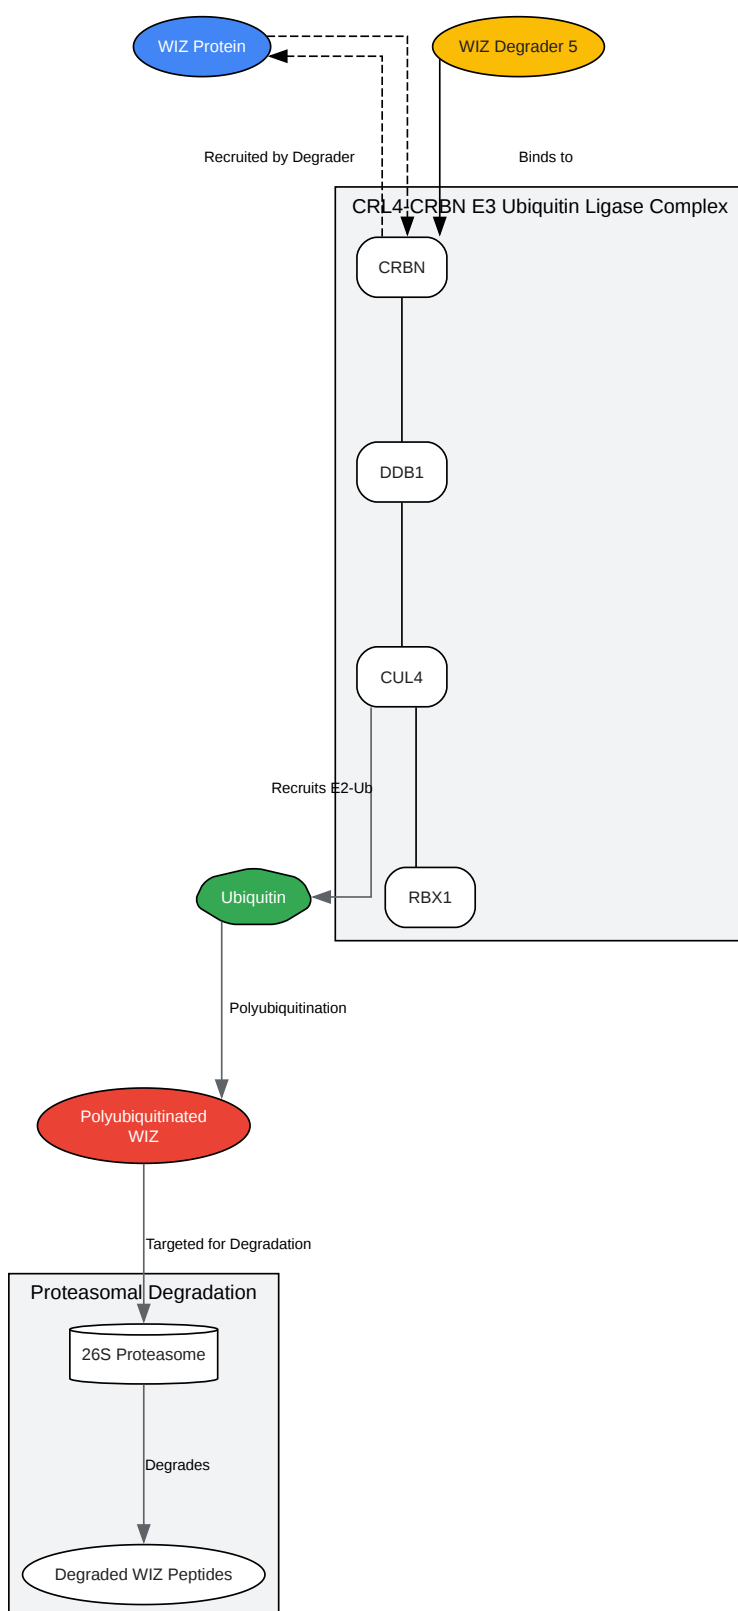 WIZ Protein
WIZ Degrader 5
Recruited by Degrader
Binds to
CRL4-CRBN E3 Ubiquitin Ligase Complex
CRBN
DDB1
CUL4
Recruits E2-Ub
Ubiquitin
RBX1
Polyubiquitination
Polyubiquitinated
WIZ
Targeted for Degradation
Proteasomal Degradation
26S Proteasome
Degrades
Degraded WIZ Peptides